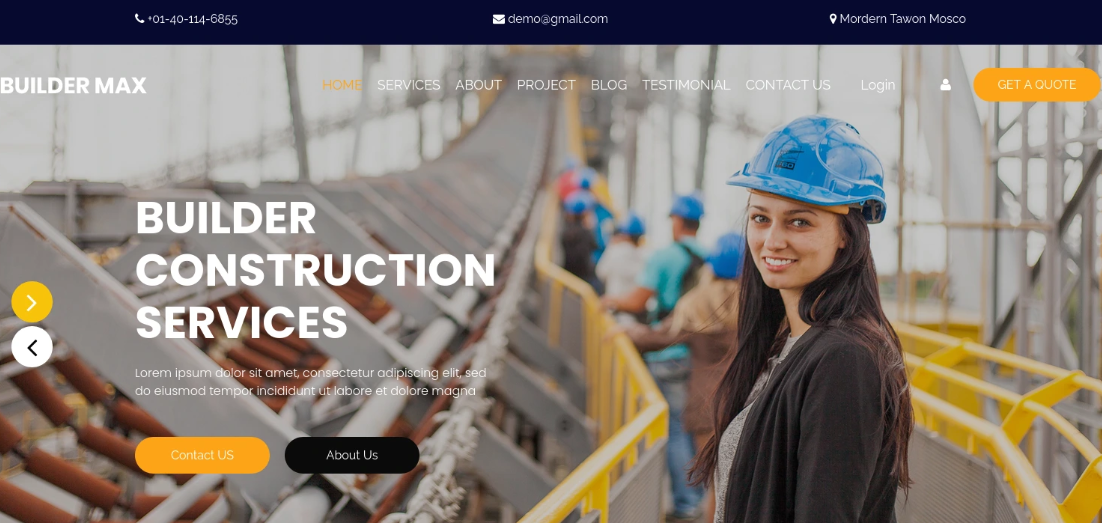 +01-40-114-6855
demo@gmail.com
Mordern Tawon Mosco
BUILDER MAX
HOME SERVICES ABOUT PROJECT BLOG TESTIMONIAL CONTACT US Login
GET A QUOTE
BUILDER
CONSTRUCTION
SERVICES
Lorem ipsum dolor sit amet, consectetur adipiscing elit, sed
do eiusmod tempor incididunt ut labore et dolore magna
Contact US
About Us